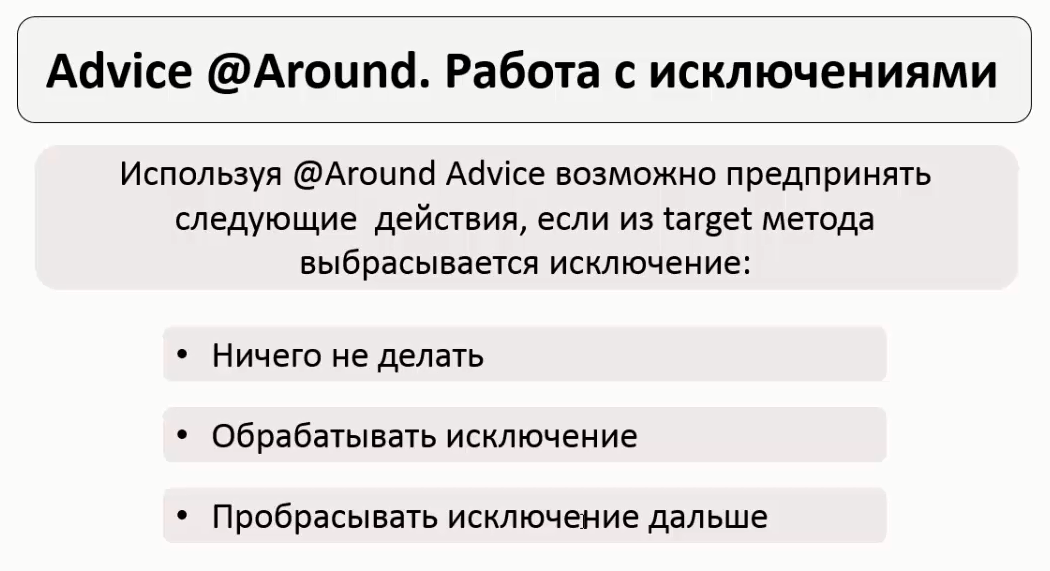 Advice @Around. Работа с исключениями
Используя @Around Advice возможно предпринять
следующие действия, если из target метода
выбрасывается исключение:
• Ничего не делать
• Обрабатывать исключение
• Пробрасывать исключение дальше